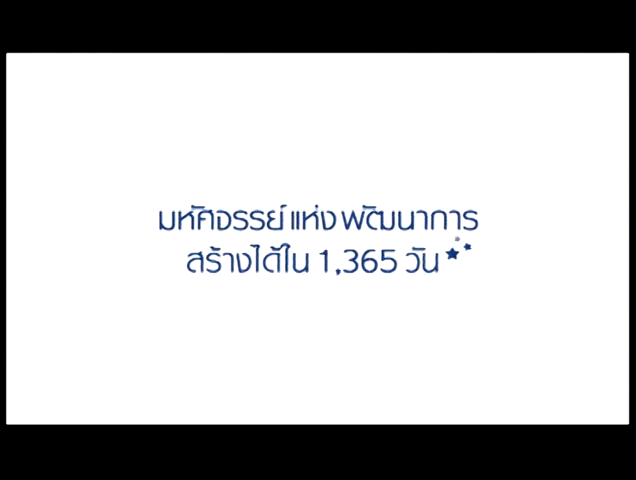 มหัศจรรย์ แห่ง พัฒนาการ
สร้างได้ใน 1,365 วัน